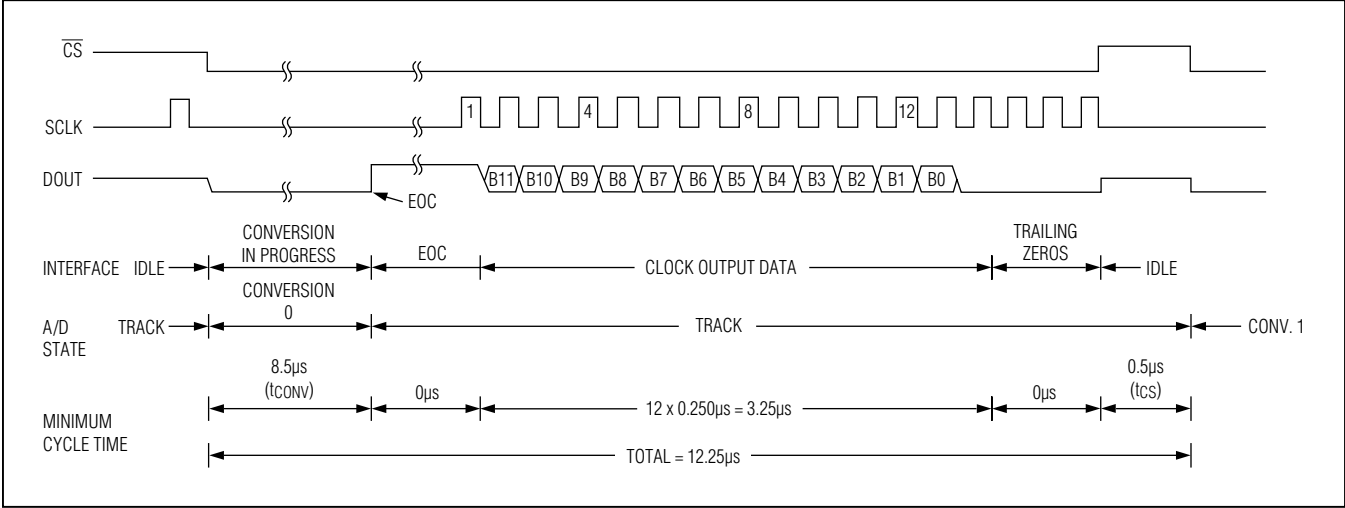 CS
SCLK
1 4 8 12
DOUT
B11 B10 B9 B8 B7 B6 B5 B4 B3 B2 B1 B0
EOC
INTERFACE IDLE
CONVERSION
IN PROGRESS
EOC
CLOCK OUTPUT DATA
TRAILING
ZEROS
IDLE
A/D
STATE
TRACK
CONVERSION
0
TRACK
CONV. 1
MINIMUM
CYCLE TIME
8.5µs
(tCONV)
0µs
12 x 0.250µs = 3.25µs
0µs
0.5µs
(tCS)
TOTAL = 12.25µs